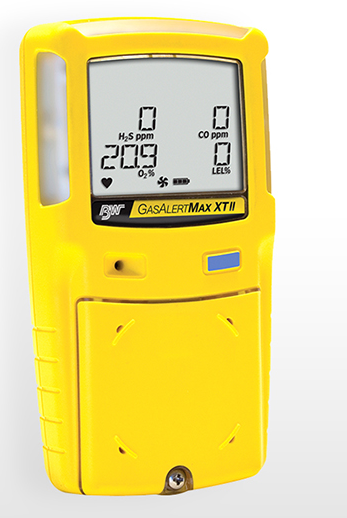 0 0
H₂S ppm CO ppm
20.9 0
O₂% LEL%
BW GASALERTMAX XT II